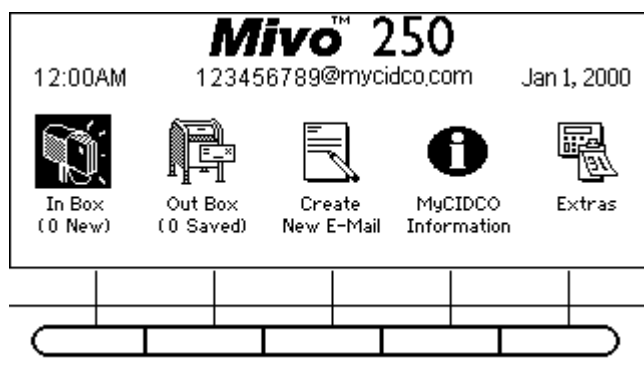 Mivo™ 250
12:00AM 123456789@mycidco.com Jan 1, 2000
In Box Out Box Create MyCIDCO Extras
(0 New) (0 Saved) New E-Mail Information